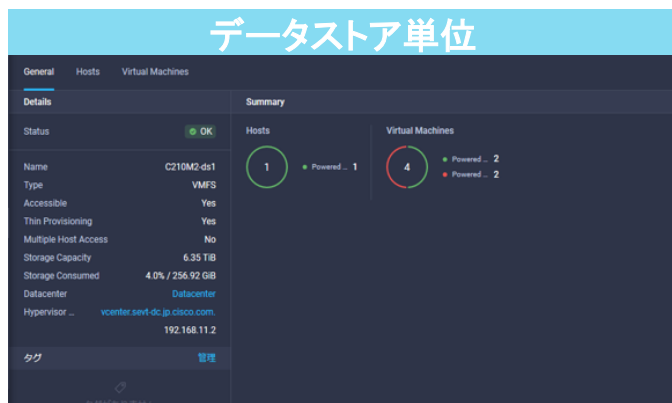 データストア単位
General Hosts Virtual Machines
Details
Status OK
Name C210M2-ds1
Type VMFS
Accessible Yes
Thin Provisioning Yes
Multiple Host Access No
Storage Capacity 6.35 TiB
Storage Consumed 4.0% / 256.92 GiB
Datacenter Datacenter
Hypervisor ... vcenter.sevt-dc.jp.cisco.com.
192.168.11.2
タグ 管理
Summary
Hosts
1 Powered ... 1
Virtual Machines
4 Powered ... 2
Powered ... 2